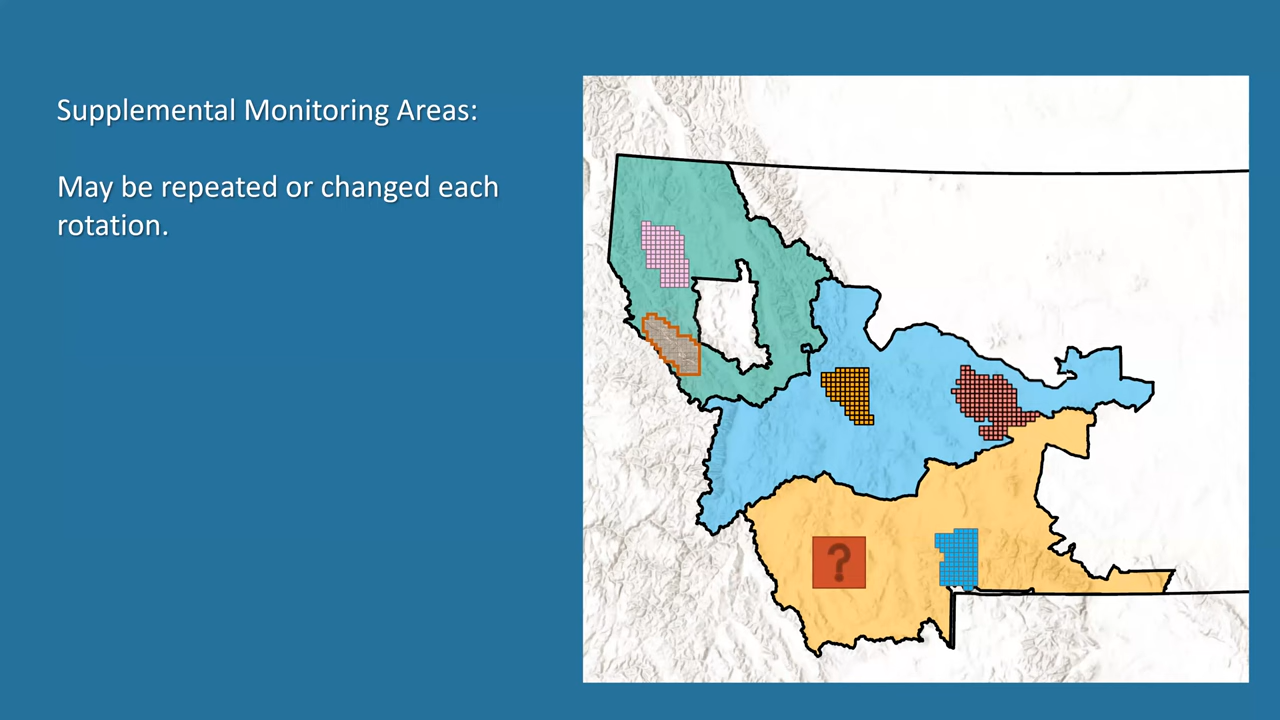 Supplemental Monitoring Areas:
May be repeated or changed each
rotation.
?